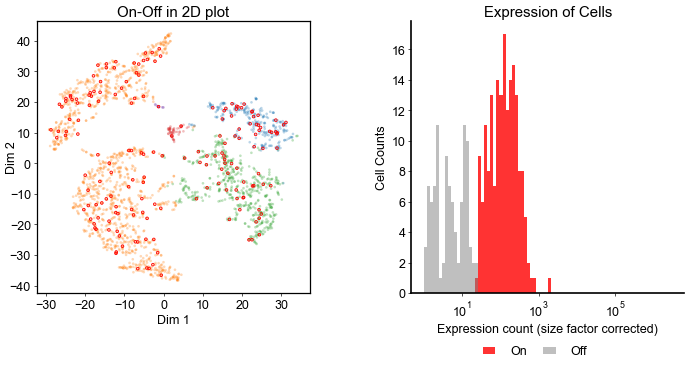 On-Off in 2D plot
Dim 2
40
30
20
10
0
−10
−20
−30
−40
−30 −20 −10 0 10 20 30
Dim 1
Expression of Cells
Cell Counts
16
14
12
10
8
6
4
2
0
10^1 10^3 10^5
Expression count (size factor corrected)
On Off